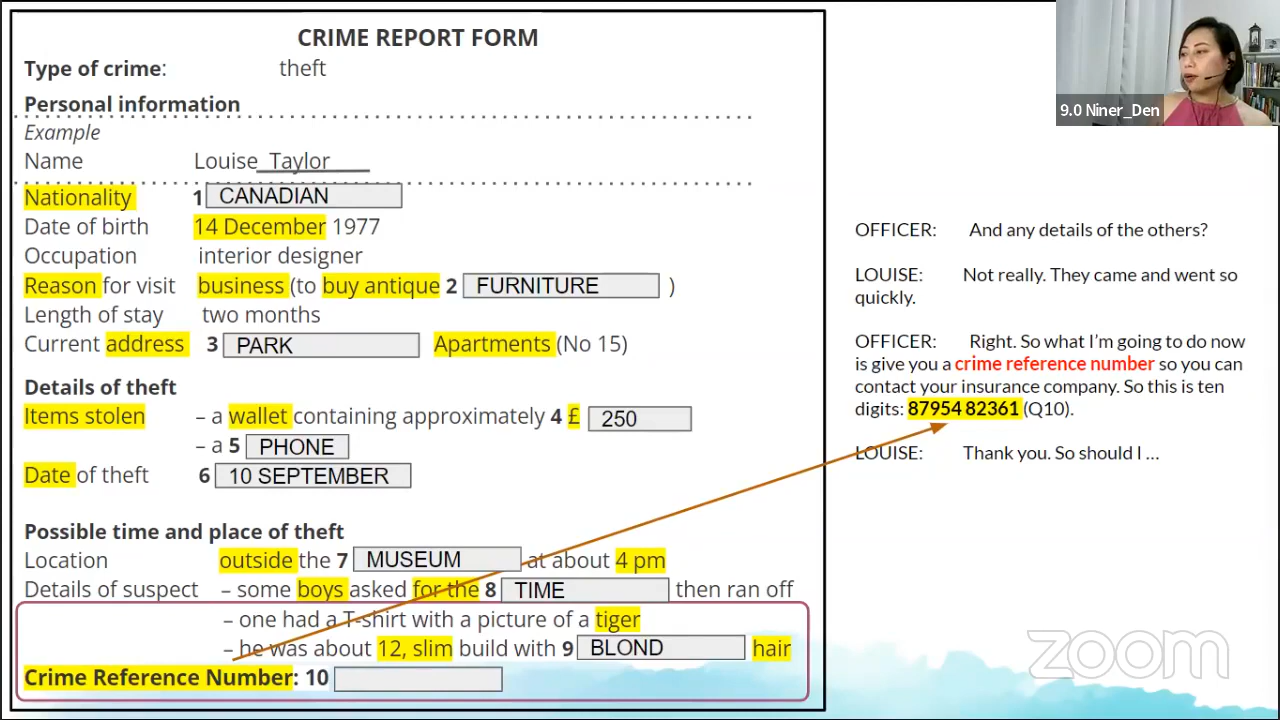 CRIME REPORT FORM
Type of crime: theft
Personal information
Example
Name Louise Taylor
Nationality 1 CANADIAN
Date of birth 14 December 1977
Occupation interior designer
Reason for visit business (to buy antique 2 FURNITURE )
Length of stay two months
Current address 3 PARK Apartments (No 15)
Details of theft
Items stolen – a wallet containing approximately 4 £ 250
– a 5 PHONE
Date of theft 6 10 SEPTEMBER
Possible time and place of theft
Location outside the 7 MUSEUM at about 4 pm
Details of suspect – some boys asked for the 8 TIME then ran off
– one had a T-shirt with a picture of a tiger
– he was about 12, slim build with 9 BLOND hair
Crime Reference Number: 10
9.0 Niner_Den
OFFICER: And any details of the others?
LOUISE: Not really. They came and went so
quickly.
OFFICER: Right. So what I'm going to do now
is give you a crime reference number so you can
contact your insurance company. So this is ten
digits: 87954 82361 (Q10).
LOUISE: Thank you. So should I ...
zoom